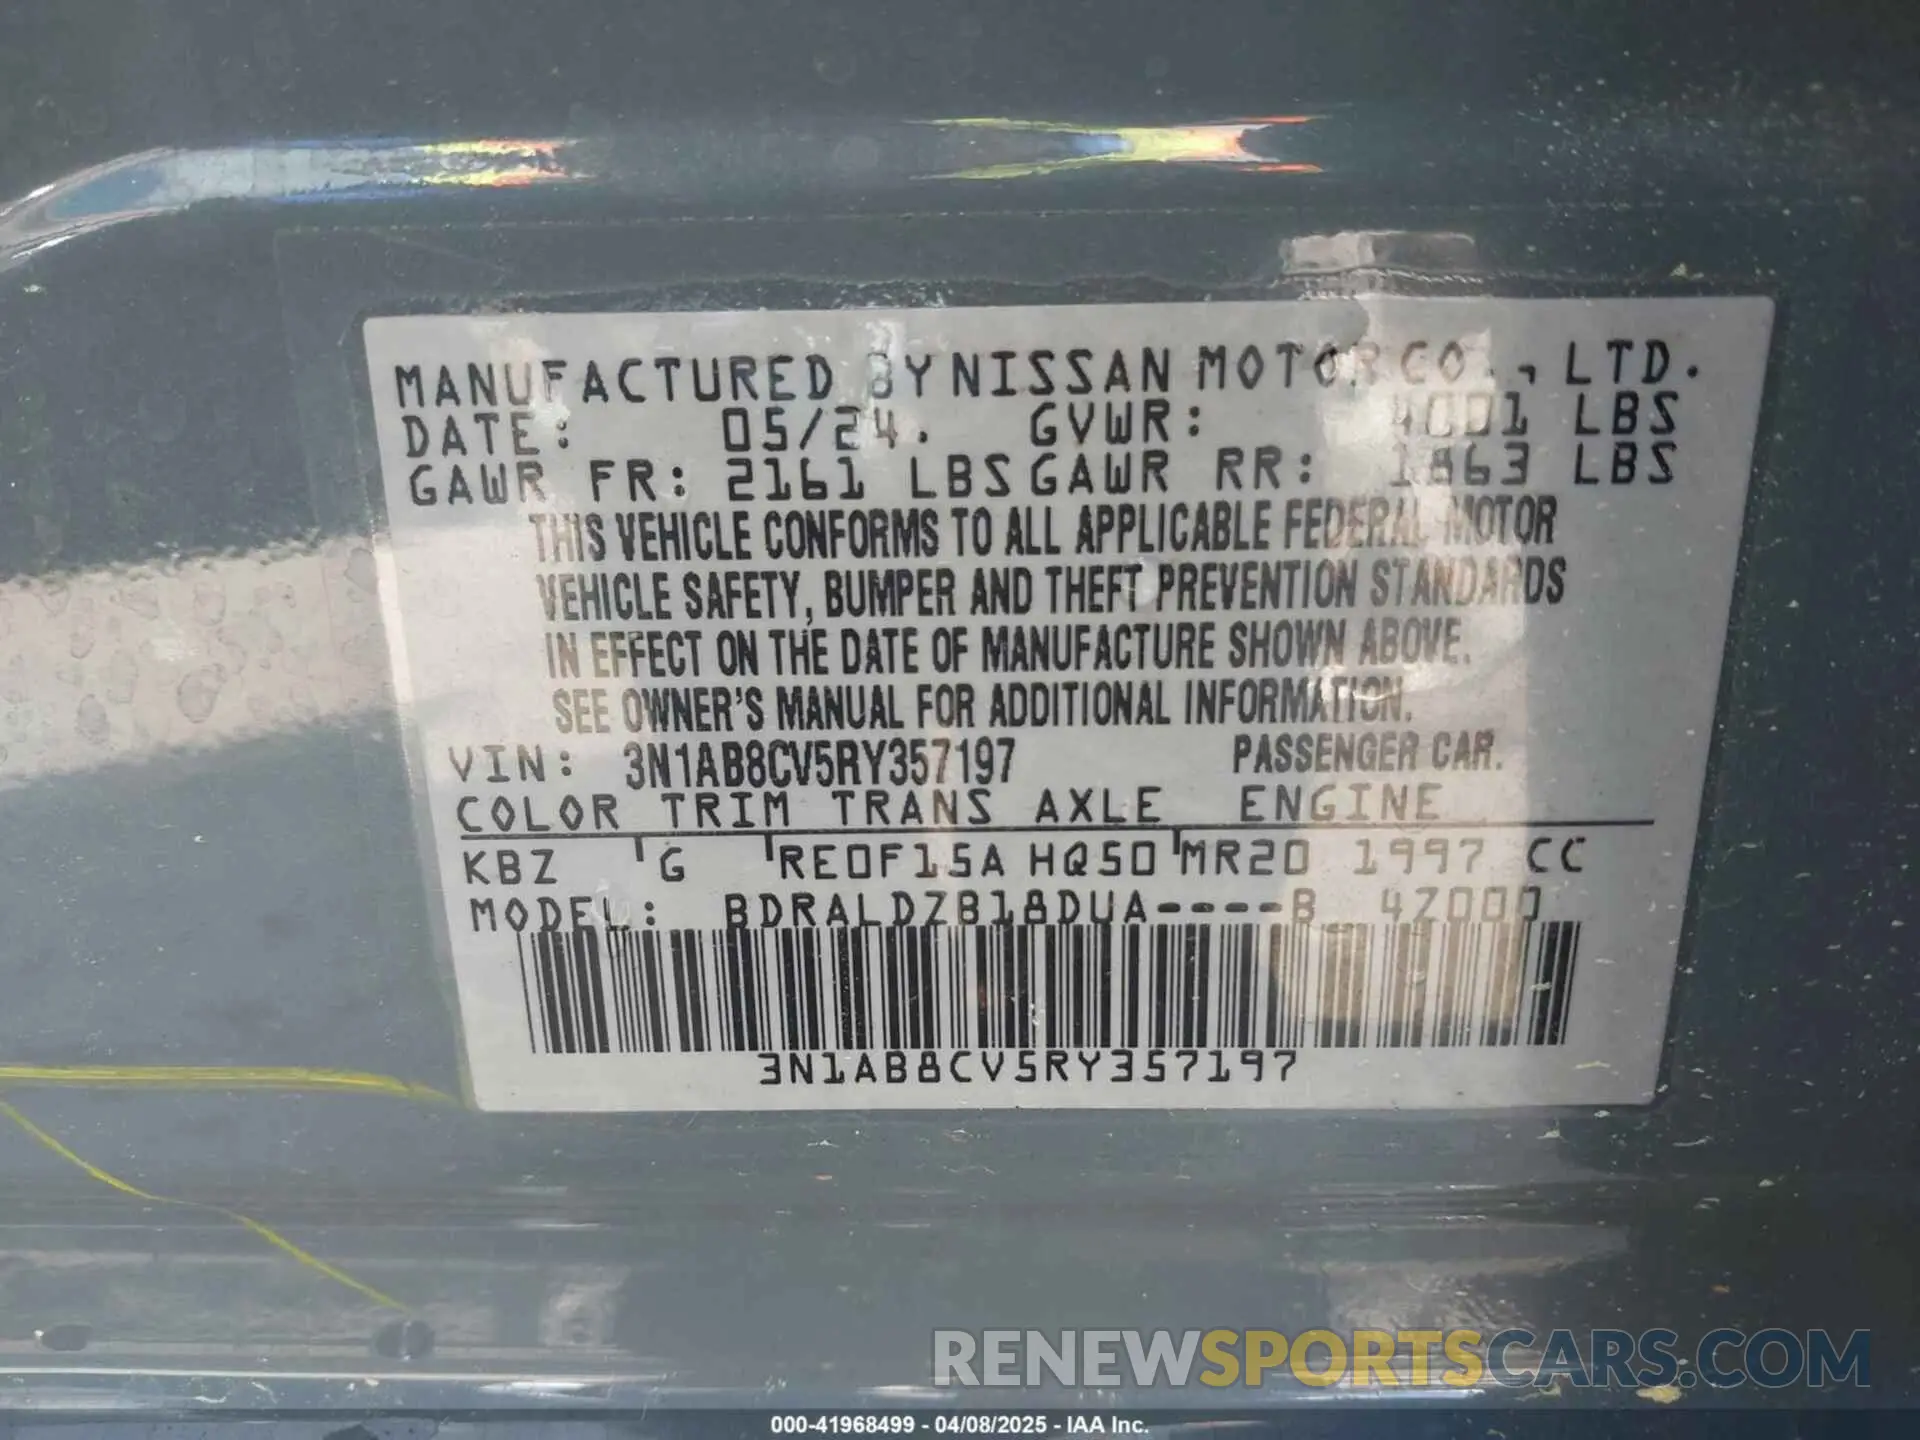 MANUFACTURED BY NISSAN MOTOR CO., LTD.
DATE: 05/24. GVWR: 4001 LBS
GAWR FR: 2161 LBS GAWR RR: 1863 LBS
THIS VEHICLE CONFORMS TO ALL APPLICABLE FEDERAL MOTOR
VEHICLE SAFETY, BUMPER AND THEFT PREVENTION STANDARDS
IN EFFECT ON THE DATE OF MANUFACTURE SHOWN ABOVE.
SEE OWNER'S MANUAL FOR ADDITIONAL INFORMATION.
VIN: 3N1AB8CV5RY357197 PASSENGER CAR.
COLOR TRIM TRANS AXLE ENGINE
KBZ G RE0F15A HQ50 MR20 1997 CC
MODEL: BDRALDZB18DUA----B_ 4Z000
3N1AB8CV5RY357197
RENEWSPORTSCARS.COM
000-41968499 - 04/08/2025 - IAA Inc.